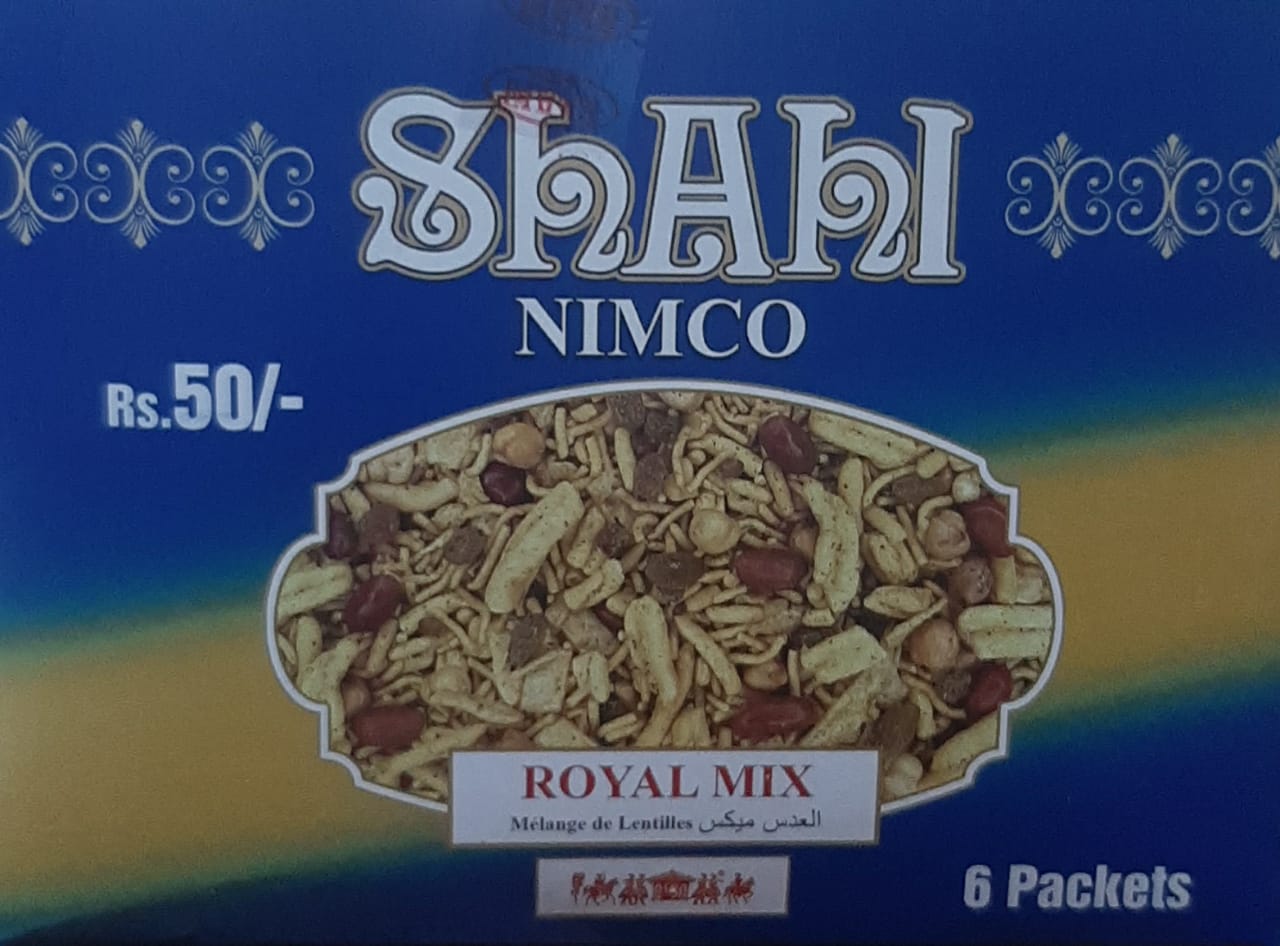 ShAhI
NIMCO
Rs.50/-
ROYAL MIX
Mélange de Lentilles العدس ميكس
6 Packets